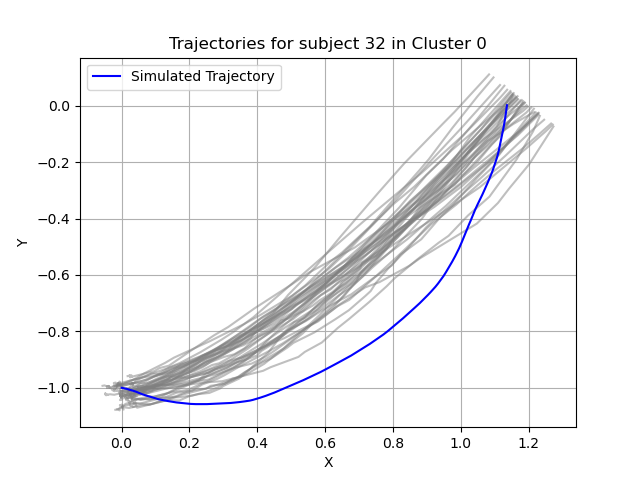 Trajectories for subject 32 in Cluster 0
Simulated Trajectory
0.0
−0.2
−0.4
−0.6
−0.8
−1.0
Y
0.0 0.2 0.4 0.6 0.8 1.0 1.2
X